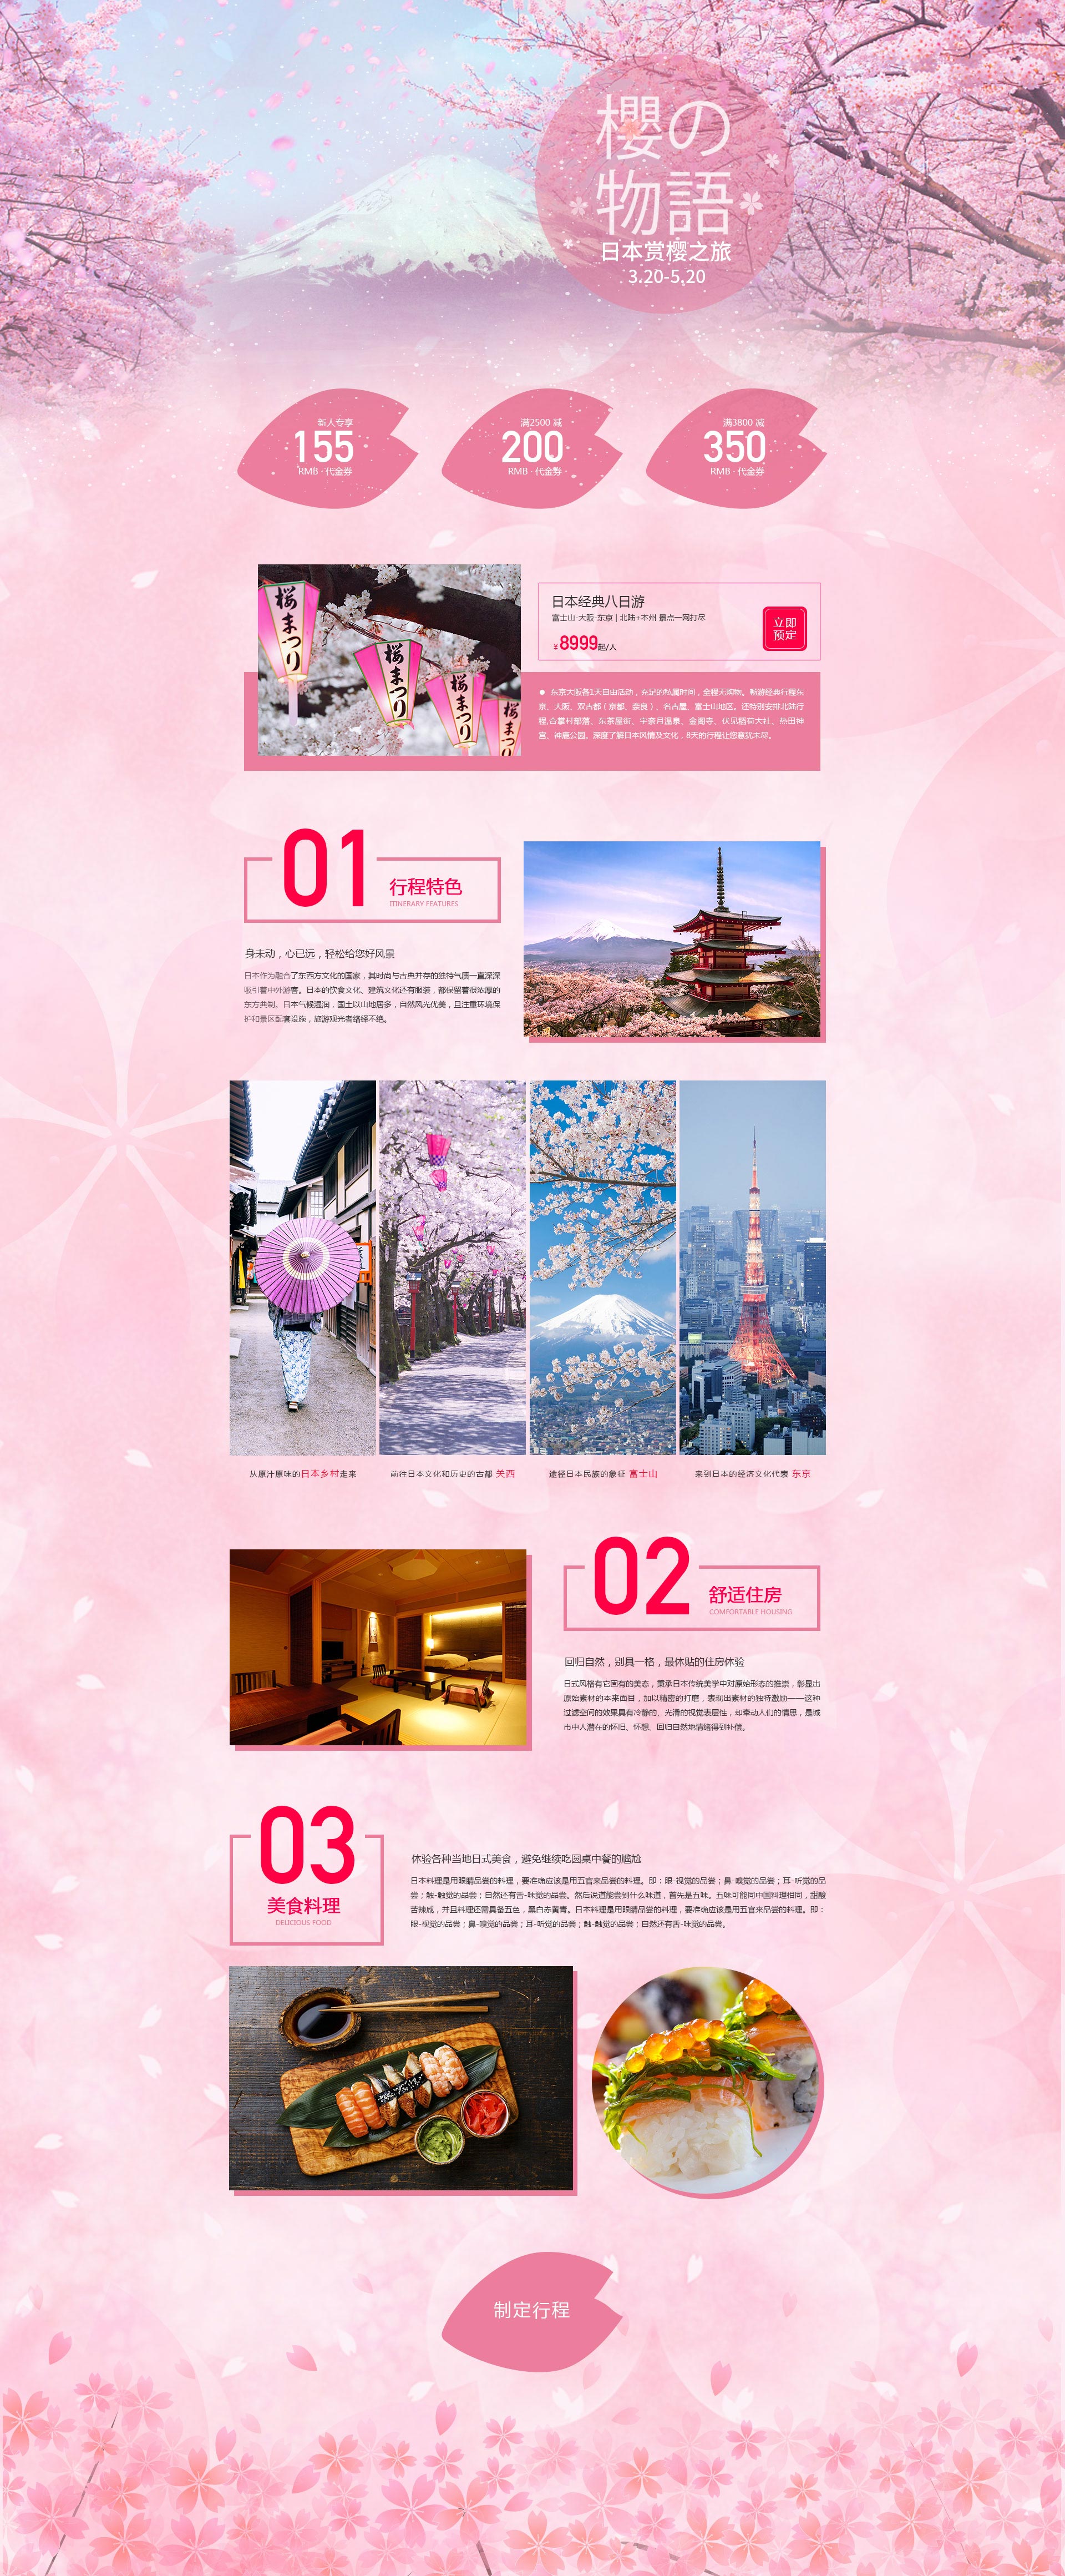 櫻の
物語
日本赏樱之旅
3.20-5.20
新人专享
155
RMB · 代金券
满2500 减
200
RMB · 代金券
满3800 减
350
RMB · 代金券
桜まつり
桜まつり
桜まつり
桜まつ
日本经典八日游
富士山-大阪-东京 | 北陆+本州 景点一网打尽
¥8999起/人
立即
预定
● 东京大阪各1天自由活动，充足的私属时间，全程无购物。畅游经典行程东
京、大阪、双古都（京都、奈良）、名古屋、富士山地区。还特别安排北陆行
程,合掌村部落、东茶屋街、宇奈月温泉、金阁寺、伏见稻荷大社、热田神
宫、神鹿公园。深度了解日本风情及文化，8天的行程让您意犹未尽。
01
行程特色
ITINERARY FEATURES
身未动，心已远，轻松给您好风景
日本作为融合了东西方文化的国家，其时尚与古典并存的独特气质一直深深
吸引着中外游客。日本的饮食文化、建筑文化还有服装，都保留着很浓厚的
东方典制。日本气候湿润，国土以山地居多，自然风光优美，且注重环境保
护和景区配套设施，旅游观光者络绎不绝。
从原汁原味的日本乡村走来
前往日本文化和历史的古都 关西
途径日本民族的象征 富士山
来到日本的经济文化代表 东京
02
舒适住房
COMFORTABLE HOUSING
回归自然，别具一格，最体贴的住房体验
日式风格有它固有的美态，秉承日本传统美学中对原始形态的推崇，彰显出
原始素材的本来面目，加以精密的打磨，表现出素材的独特激励——这种
过滤空间的效果具有冷静的、光滑的视觉表层性，却牵动人们的情思，是城
市中人潜在的怀旧、怀想、回归自然地情绪得到补偿。
03
美食料理
DELICIOUS FOOD
体验各种当地日式美食，避免继续吃圆桌中餐的尴尬
日本料理是用眼睛品尝的料理，要准确应该是用五官来品尝的料理。即：眼-视觉的品尝；鼻-嗅觉的品尝；耳-听觉的品
尝；触-触觉的品尝；自然还有舌-味觉的品尝。然后说道能尝到什么味道，首先是五味。五味可能同中国料理相同，甜酸
苦辣咸，并且料理还需具备五色，黑白赤黄青。日本料理是用眼睛品尝的料理，要准确应该是用五官来品尝的料理。即：
眼-视觉的品尝；鼻-嗅觉的品尝；耳-听觉的品尝；触-触觉的品尝；自然还有舌-味觉的品尝。
制定行程